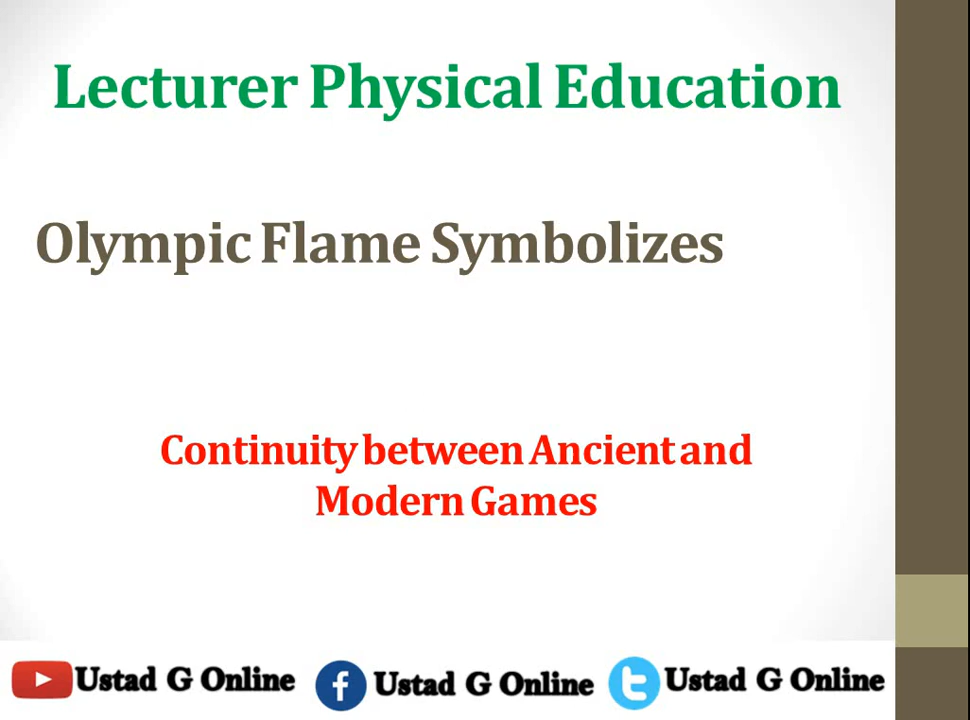 Lecturer Physical Education
Olympic Flame Symbolizes
Continuity between Ancient and
Modern Games
Ustad G Online Ustad G Online Ustad G Online